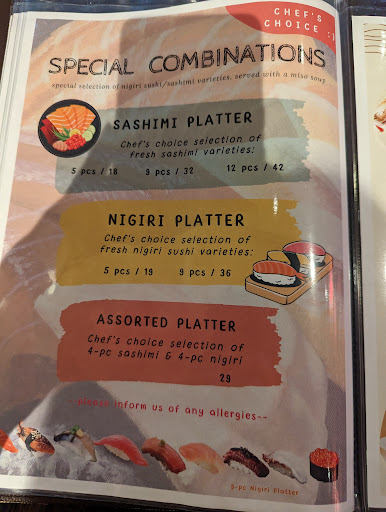 CHEF'S
CHOICE :)
SPECIAL COMBINATIONS
special selection of nigiri sushi/sashimi varieties, served with a miso soup
SASHIMI PLATTER
Chef's choice selection of
fresh sashimi varieties:
5 pcs / 18 9 pcs / 32 12 pcs / 42
NIGIRI PLATTER
Chef's choice selection of
fresh nigiri sushi varieties:
5 pcs / 19 9 pcs / 36
ASSORTED PLATTER
Chef's choice selection of
4-pc sashimi & 4-pc nigiri
29
--please inform us of any allergies--
9-pc Nigiri Platter